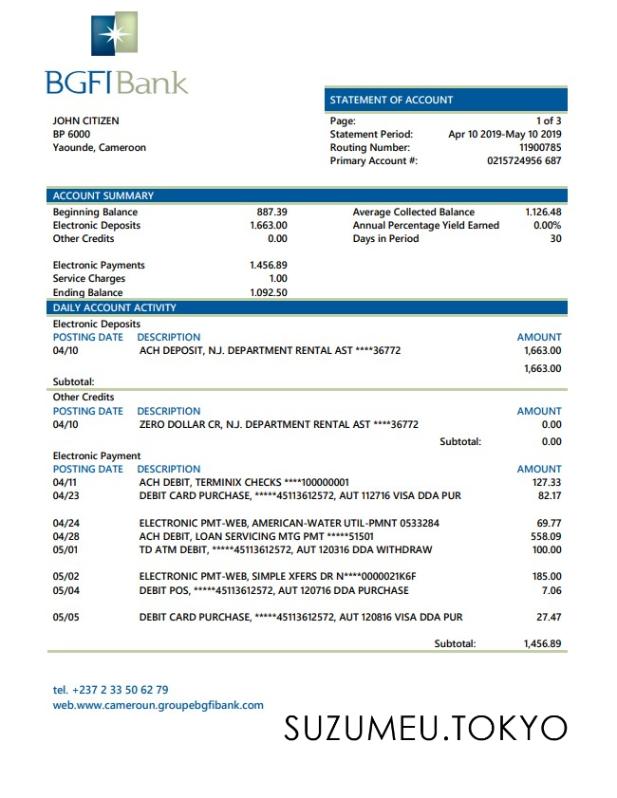 BGFIBank
STATEMENT OF ACCOUNT
JOHN CITIZEN
BP 6000
Yaounde, Cameroon
Page: 1 of 3
Statement Period: Apr 10 2019-May 10 2019
Routing Number: 11900785
Primary Account #: 0215724956 687
ACCOUNT SUMMARY
Beginning Balance 887.39 Average Collected Balance 1.126.48
Electronic Deposits 1.663.00 Annual Percentage Yield Earned 0.00%
Other Credits 0.00 Days in Period 30
Electronic Payments 1.456.89
Service Charges 1.00
Ending Balance 1.092.50
DAILY ACCOUNT ACTIVITY
Electronic Deposits
POSTING DATE DESCRIPTION AMOUNT
04/10 ACH DEPOSIT, N.J. DEPARTMENT RENTAL AST ****36772 1,663.00
1,663.00
Subtotal:
Other Credits
POSTING DATE DESCRIPTION AMOUNT
04/10 ZERO DOLLAR CR, N.J. DEPARTMENT RENTAL AST ****36772 0.00
Subtotal: 0.00
Electronic Payment
POSTING DATE DESCRIPTION AMOUNT
04/11 ACH DEBIT, TERMINIX CHECKS ****100000001 127.33
04/23 DEBIT CARD PURCHASE, *****45113612572, AUT 112716 VISA DDA PUR 82.17
04/24 ELECTRONIC PMT-WEB, AMERICAN-WATER UTIL-PMNT 0533284 69.77
04/28 ACH DEBIT, LOAN SERVICING MTG PMT *****51501 558.09
05/01 TD ATM DEBIT, *****45113612572, AUT 120316 DDA WITHDRAW 100.00
05/02 ELECTRONIC PMT-WEB, SIMPLE XFERS DR N****0000021K6F 185.00
05/04 DEBIT POS, *****45113612572, AUT 120716 DDA PURCHASE 7.06
05/05 DEBIT CARD PURCHASE, *****45113612572, AUT 120816 VISA DDA PUR 27.47
Subtotal: 1,456.89
tel. +237 2 33 50 62 79
web.www.cameroun.groupebgfibank.com
SUZUMEU.TOKYO